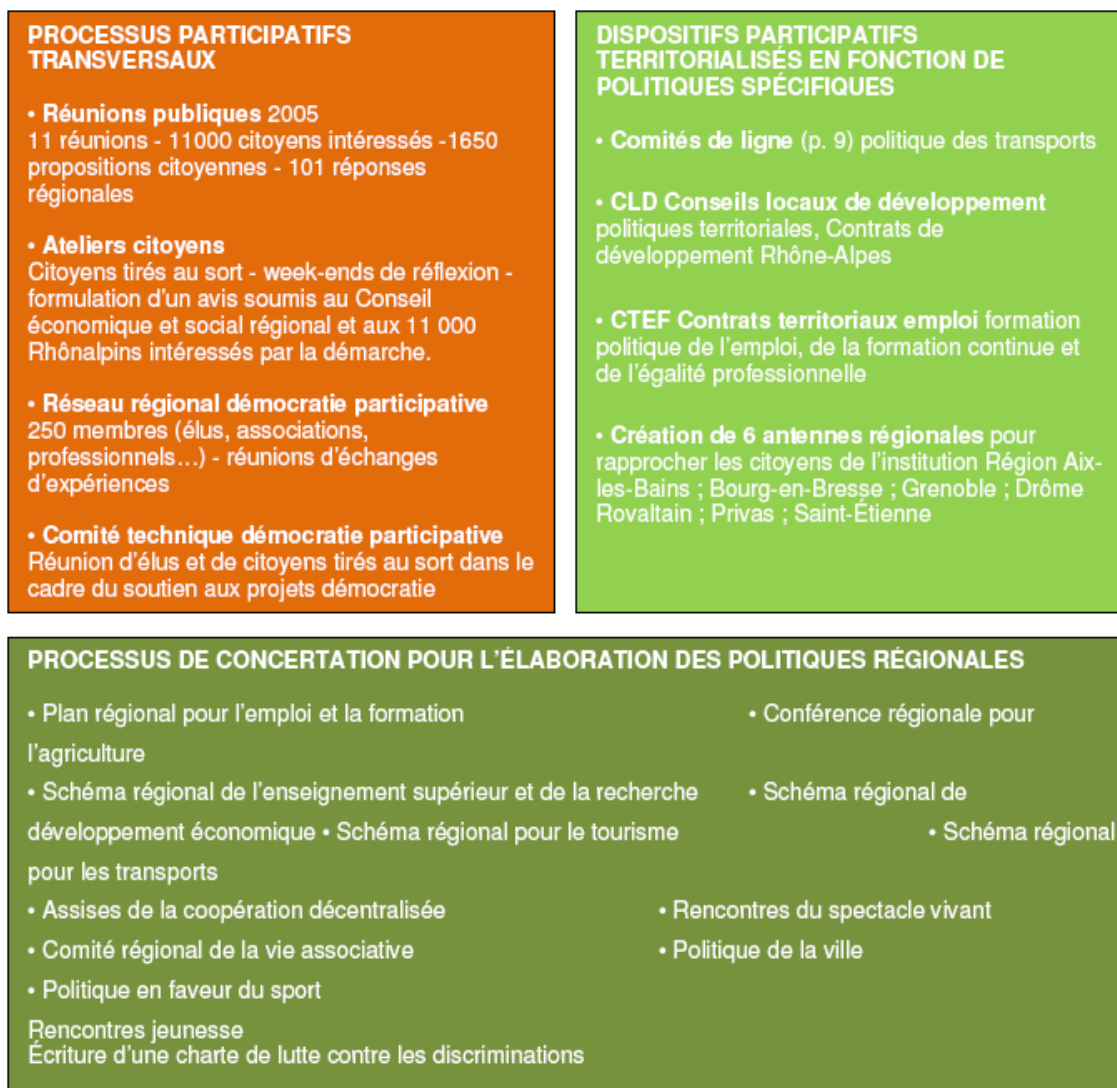 PROCESSUS PARTICIPATIFS
TRANSVERSAUX
• Réunions publiques 2005
11 réunions - 11000 citoyens intéressés -1650
propositions citoyennes - 101 réponses
régionales
• Ateliers citoyens
Citoyens tirés au sort - week-ends de réflexion -
formulation d'un avis soumis au Conseil
économique et social régional et aux 11 000
Rhônalpins intéressés par la démarche.
• Réseau régional démocratie participative
250 membres (élus, associations,
professionnels…) - réunions d'échanges
d'expériences
• Comité technique démocratie participative
Réunion d'élus et de citoyens tirés au sort dans le
cadre du soutien aux projets démocratie
DISPOSITIFS PARTICIPATIFS
TERRITORIALISÉS EN FONCTION DE
POLITIQUES SPÉCIFIQUES
• Comités de ligne (p. 9) politique des transports
• CLD Conseils locaux de développement
politiques territoriales, Contrats de
développement Rhône-Alpes
• CTEF Contrats territoriaux emploi formation
politique de l'emploi, de la formation continue et
de l'égalité professionnelle
• Création de 6 antennes régionales pour
rapprocher les citoyens de l'institution Région Aix-
les-Bains ; Bourg-en-Bresse ; Grenoble ; Drôme
Rovaltain ; Privas ; Saint-Étienne
PROCESSUS DE CONCERTATION POUR L'ÉLABORATION DES POLITIQUES RÉGIONALES
• Plan régional pour l'emploi et la formation • Conférence régionale pour
l'agriculture
• Schéma régional de l'enseignement supérieur et de la recherche • Schéma régional de
développement économique • Schéma régional pour le tourisme • Schéma régional
pour les transports
• Assises de la coopération décentralisée • Rencontres du spectacle vivant
• Comité régional de la vie associative • Politique de la ville
• Politique en faveur du sport
Rencontres jeunesse
Écriture d'une charte de lutte contre les discriminations